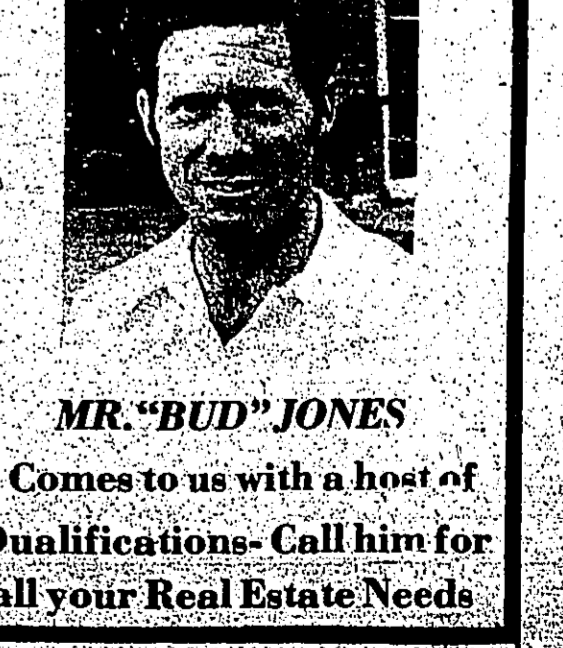 MR. "BUD" JONES
Comes to us with a host of
Qualifications- Call him for
all your Real Estate Needs